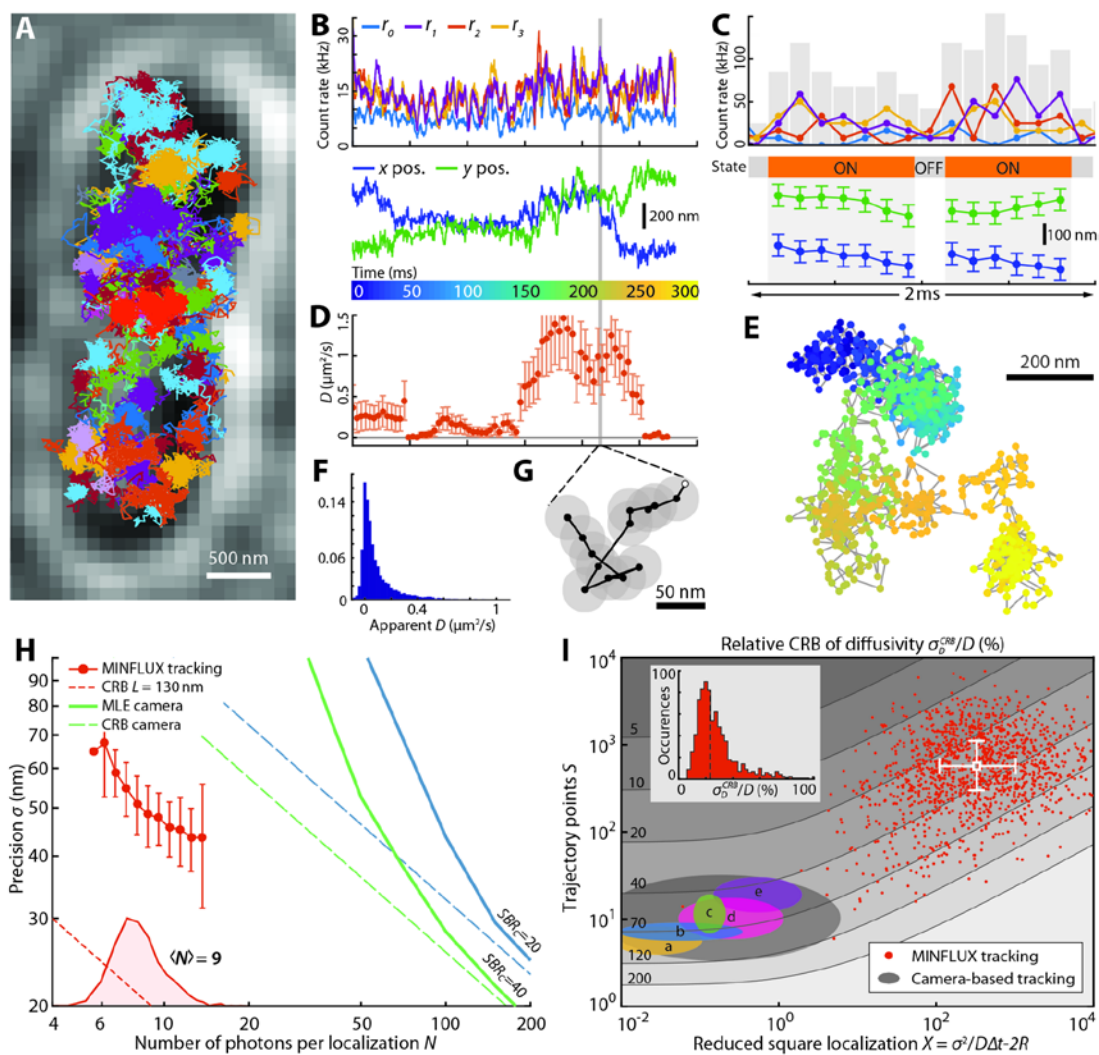 A
500 nm
B
r0 r1 r2 r3
Count rate (kHz)
30
15
0
x pos. y pos.
200 nm
Time (ms)
0 50 100 150 200 250 300
C
Count rate (kHz)
100
50
0
State ON OFF ON
100 nm
2ms
D
D (μm²/s)
1.5
1
0.5
0
E
200 nm
F
0.14
0.06
0
0 0.4 1
Apparent D (μm²/s)
G
50 nm
H
MINFLUX tracking
CRB L = 130 nm
MLE camera
CRB camera
Precision σ (nm)
90
80
70
60
50
40
30
20
⟨N⟩ = 9
SBRc=20
SBRc=40
4 6 10 50 100 200
Number of photons per localization N
I
Relative CRB of diffusivity σ_D^CRB/D (%)
Trajectory points S
10⁴
10³
10²
10¹
10⁰
5
10
20
40
70
120
200
Occurences
100
0
0 σ_D^CRB/D (%) 100
e
c
d
b
a
MINFLUX tracking
Camera-based tracking
10⁻² 10⁰ 10² 10⁴
Reduced square localization X = σ²/DΔt-2R